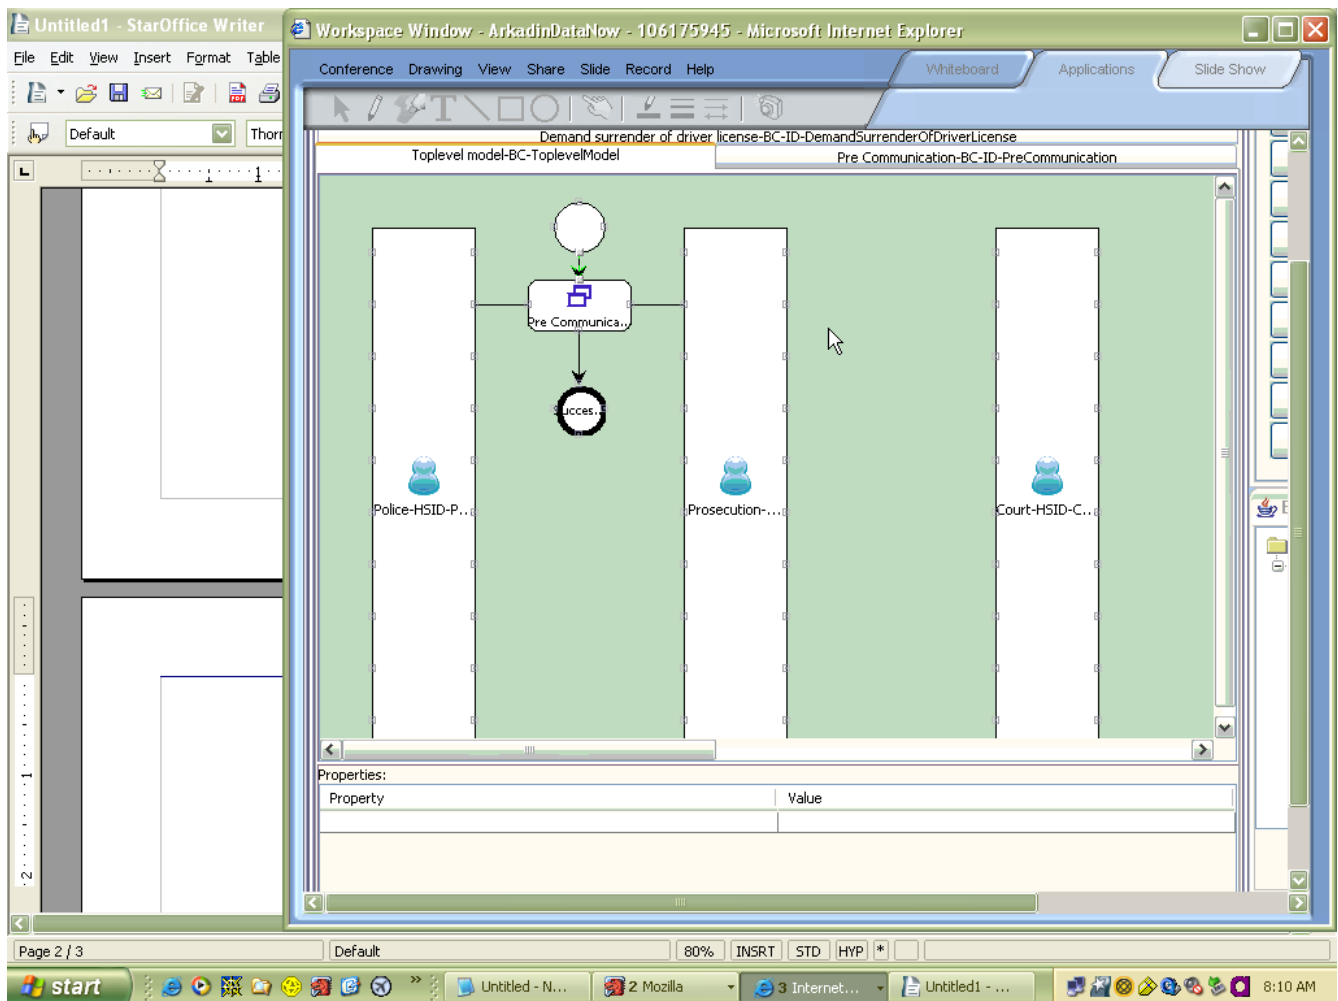 Untitled1 - StarOffice Writer
Workspace Window - ArkadinDataNow - 106175945 - Microsoft Internet Explorer
File Edit View Insert Format Table
Conference Drawing View Share Slide Record Help
Whiteboard Applications Slide Show
Default
Demand surrender of driver license-BC-ID-DemandSurrenderOfDriverLicense
Toplevel model-BC-ToplevelModel
Pre Communication-BC-ID-PreCommunication
Pre Communica...
Police-HSID-P...
Prosecution-...
Court-HSID-C...
Properties:
Property Value
Page 2 / 3 Default 80% INSRT STD HYP *
start Untitled - N... 2 Mozilla 3 Internet... Untitled1 - ... 8:10 AM